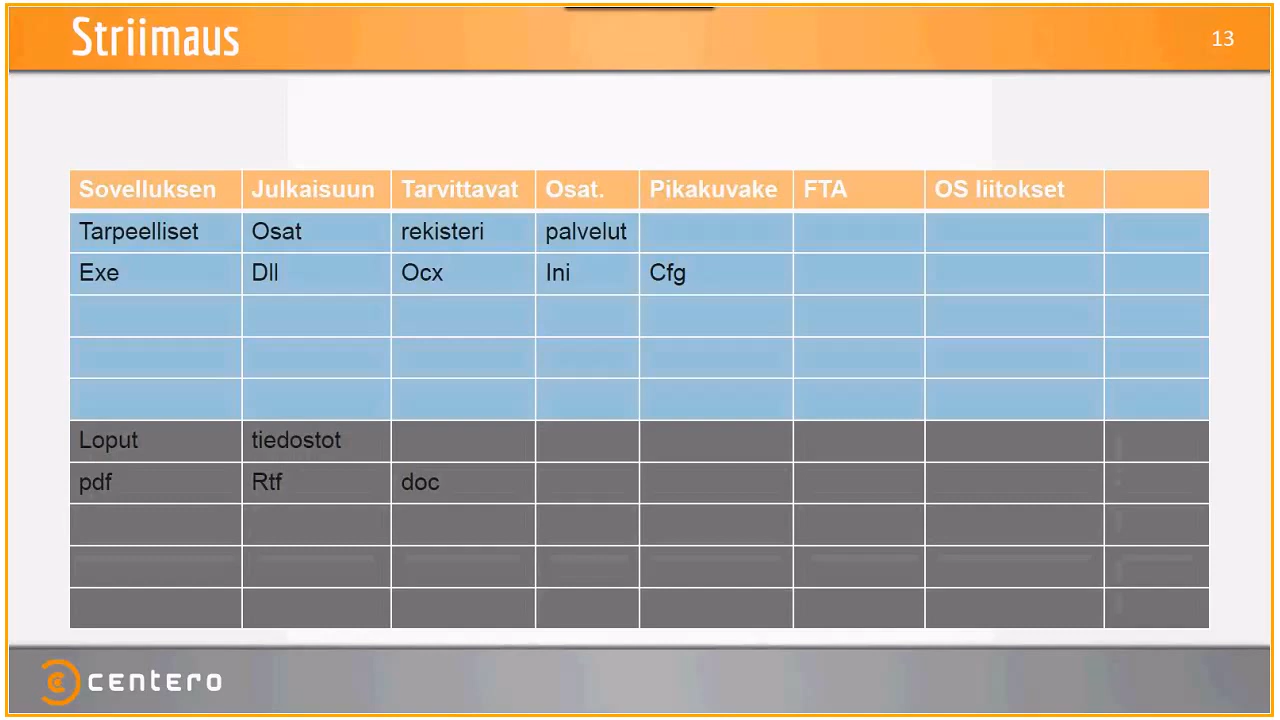 Striimaus
13
Sovelluksen Julkaisuun Tarvittavat Osat. Pikakuvake FTA OS liitokset
Tarpeelliset Osat rekisteri palvelut
Exe Dll Ocx Ini Cfg
Loput tiedostot
pdf Rtf doc
centero